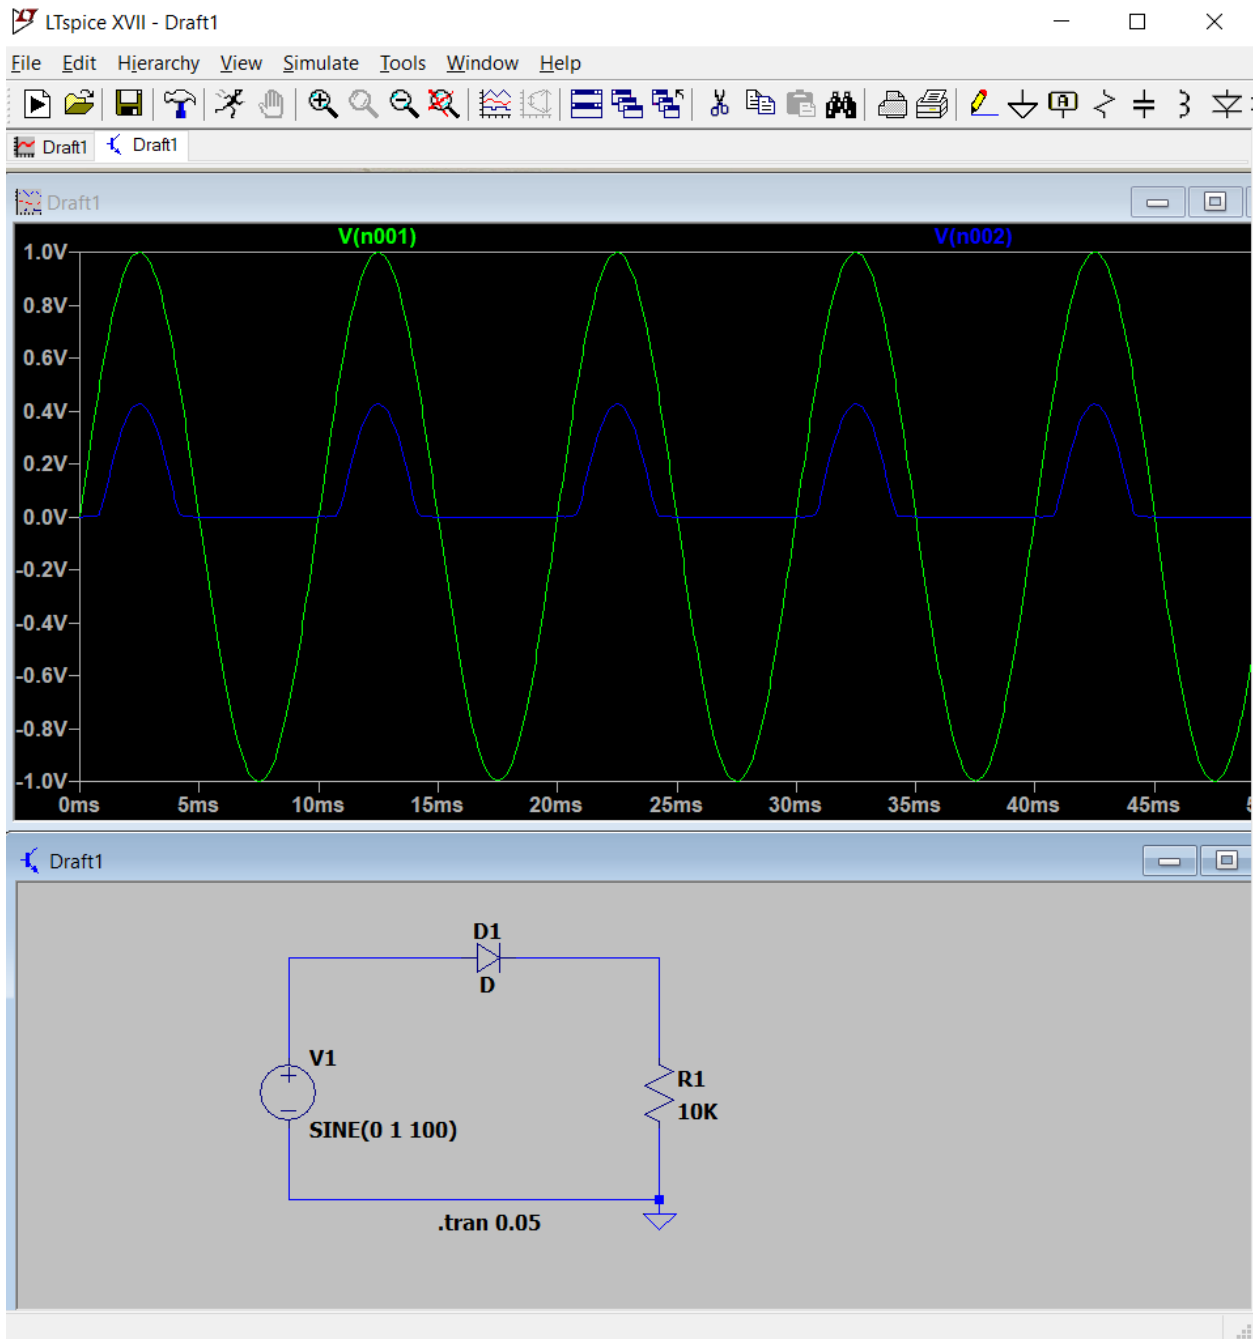 LTspice XVII - Draft1
File Edit Hierarchy View Simulate Tools Window Help
A
Draft1 Draft1
Draft1
V(n001) V(n002)
1.0V
0.8V
0.6V
0.4V
0.2V
0.0V
-0.2V
-0.4V
-0.6V
-0.8V
-1.0V
0ms 5ms 10ms 15ms 20ms 25ms 30ms 35ms 40ms 45ms
Draft1
D1
D
V1
R1
10K
SINE(0 1 100)
.tran 0.05